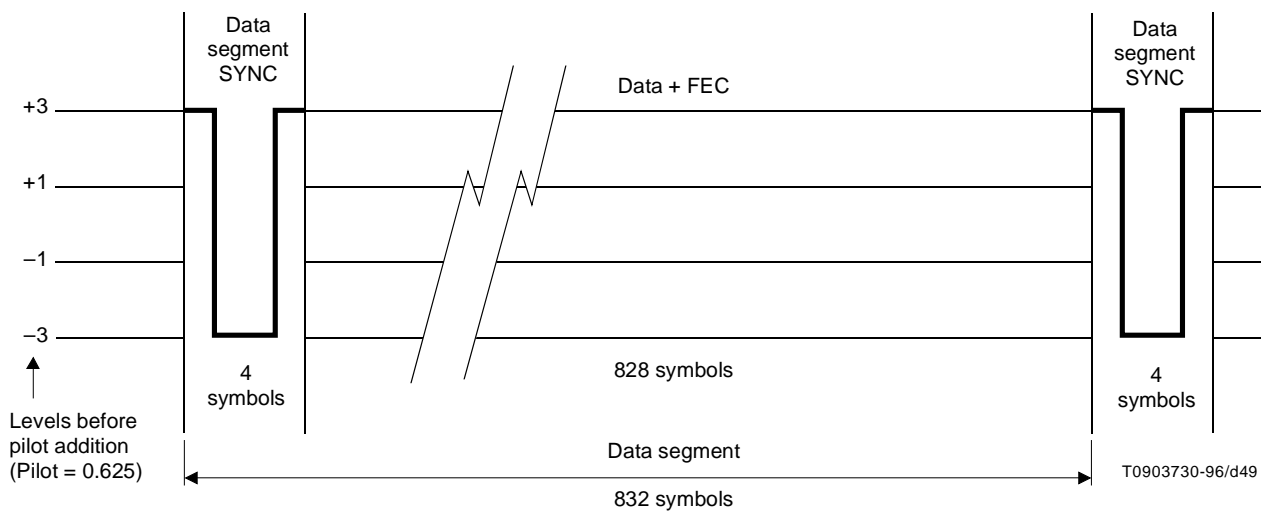 Data
segment
SYNC
Data
segment
SYNC
Data + FEC
+3
+1
–1
–3
4
symbols
828 symbols
4
symbols
Levels before
pilot addition
(Pilot = 0.625)
Data segment
832 symbols
T0903730-96/d49